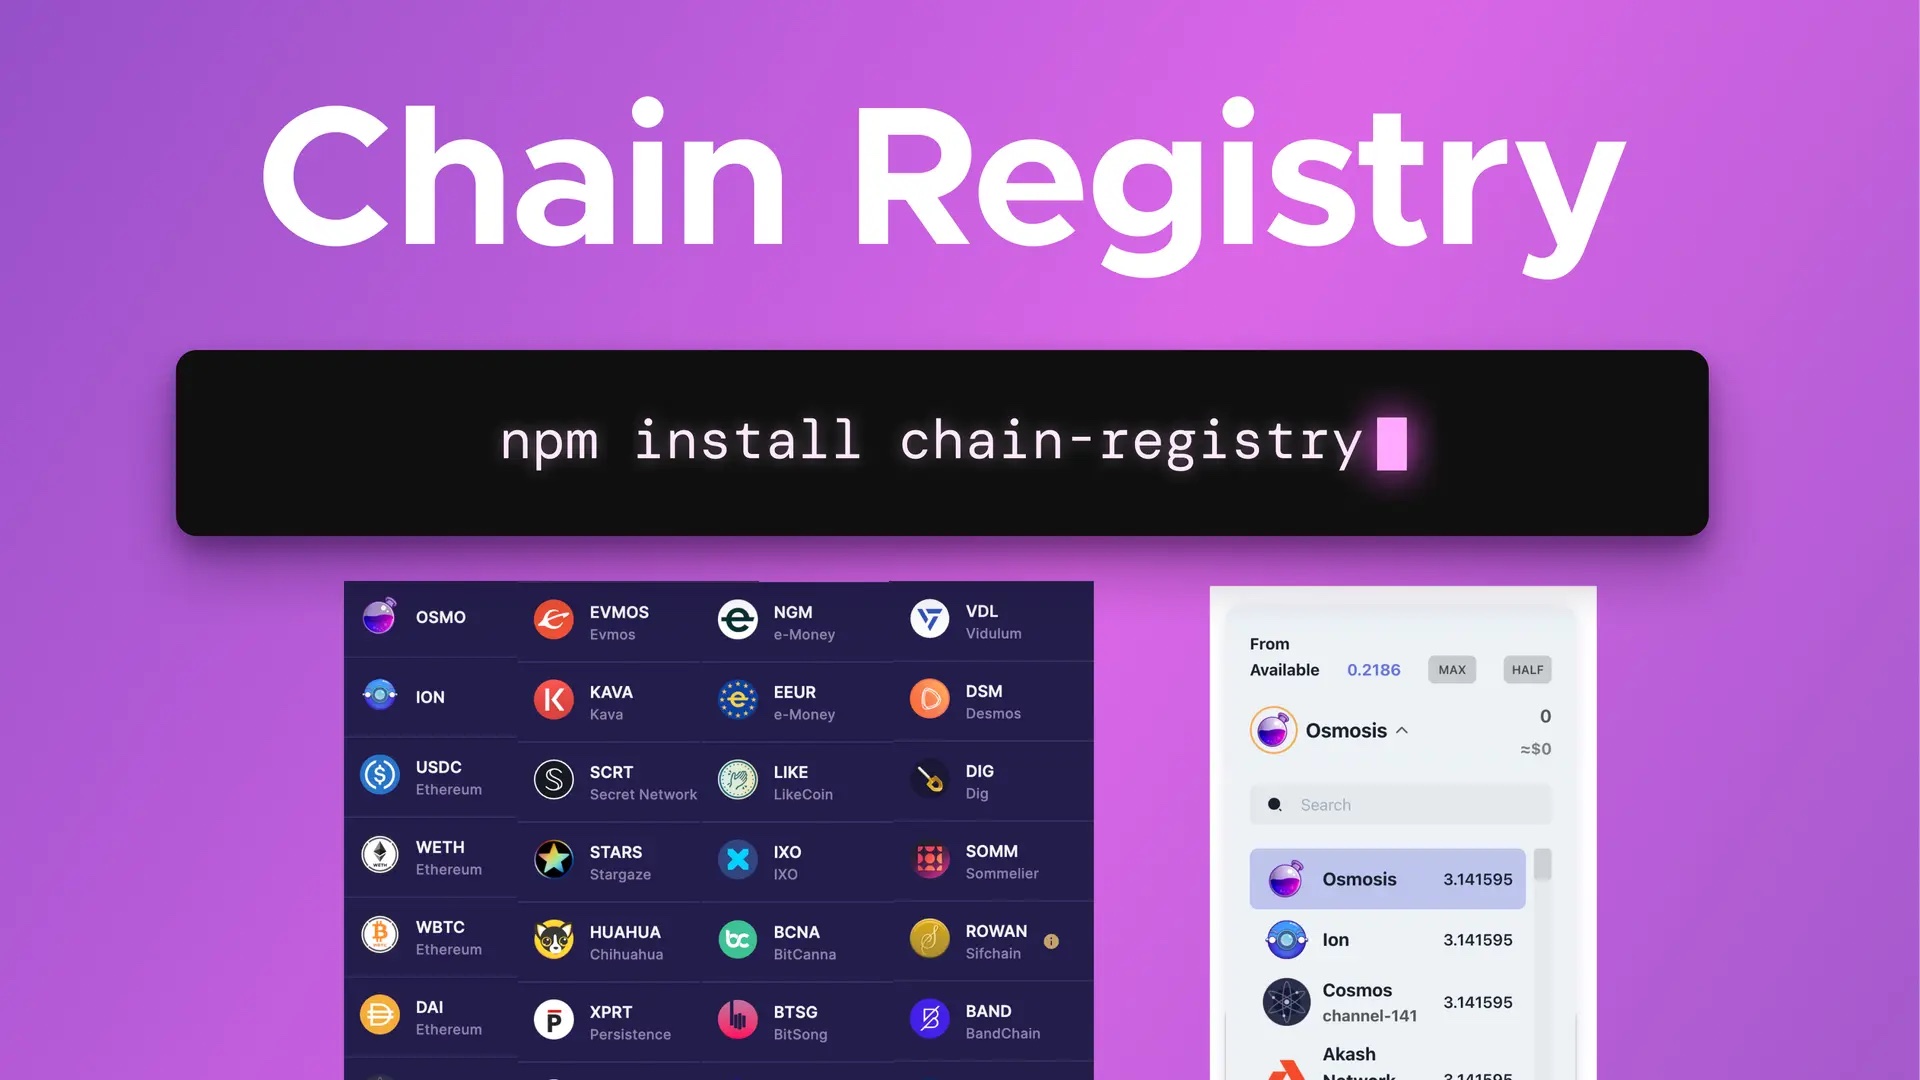 Chain Registry
npm install chain-registry
OSMO
ION
USDC
Ethereum
WETH
Ethereum
WBTC
Ethereum
DAI
Ethereum
EVMOS
Evmos
KAVA
Kava
SCRT
Secret Network
STARS
Stargaze
HUAHUA
Chihuahua
XPRT
Persistence
NGM
e-Money
EEUR
e-Money
LIKE
LikeCoin
IXO
IXO
BCNA
BitCanna
BTSG
BitSong
VDL
Vidulum
DSM
Desmos
DIG
Dig
SOMM
Sommelier
ROWAN
Sifchain
BAND
BandChain
From
Available 0.2186 MAX HALF
Osmosis 0
≈$0
Search
Osmosis 3.141595
Ion 3.141595
Cosmos
channel-141 3.141595
Akash
Network 3.141595